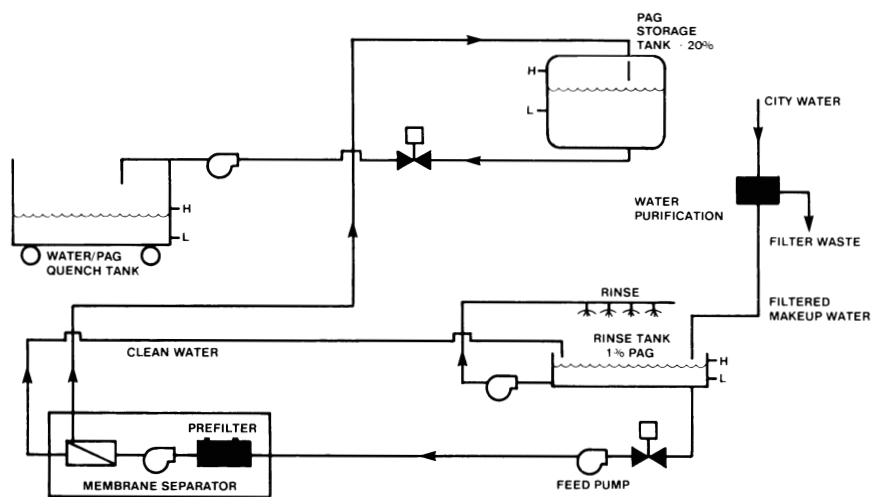 PAG
STORAGE
TANK - 20%
H
L
CITY WATER
WATER
PURIFICATION
FILTER WASTE
FILTERED
MAKEUP WATER
H
L
WATER/PAG
QUENCH TANK
RINSE
CLEAN WATER
RINSE TANK
1% PAG
H
L
PREFILTER
MEMBRANE SEPARATOR
FEED PUMP